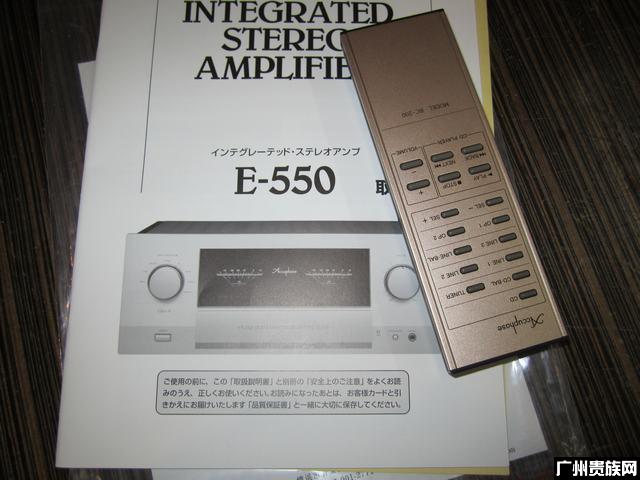 INTEGRATED
STEREO
AMPLIFIE
インテグレーテッド・ステレオアンプ
E-550
取
Accuphase
ご使用の前に、この「取扱説明書」と別冊の「安全上のご注意」をよくお読
みのうえ、正しくお使いください。お読みになったあとは、お客様カードと引
きかえにお届けいたします「品質保証書」と一緒に大切に保存してください。
Accuphase
CD
CD BAL
TUNER
LINE 1
LINE 2
LINE 3
LINE-BAL
OP 1
OP 2
SEL −
SEL +
PLAY
STOP
+
BACK
NEXT
−
CD PLAYER
VOLUME
MODEL RC-200
广州贵族网